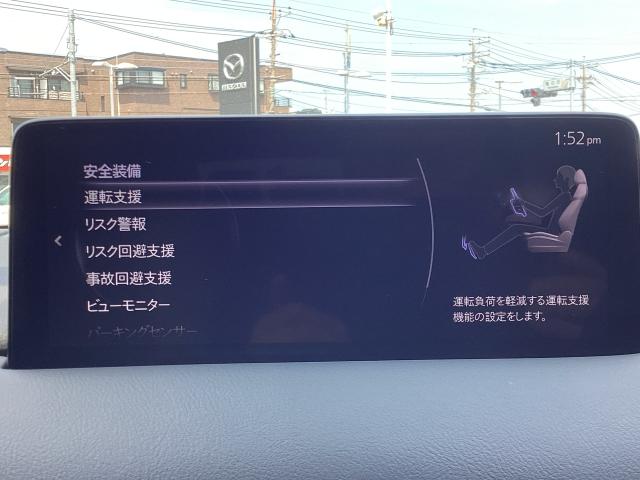 1:52pm
安全装備
運転支援
リスク警報
リスク回避支援
事故回避支援
ビューモニター
パーキングセンサー
運転負荷を軽減する運転支援
機能の設定をします。